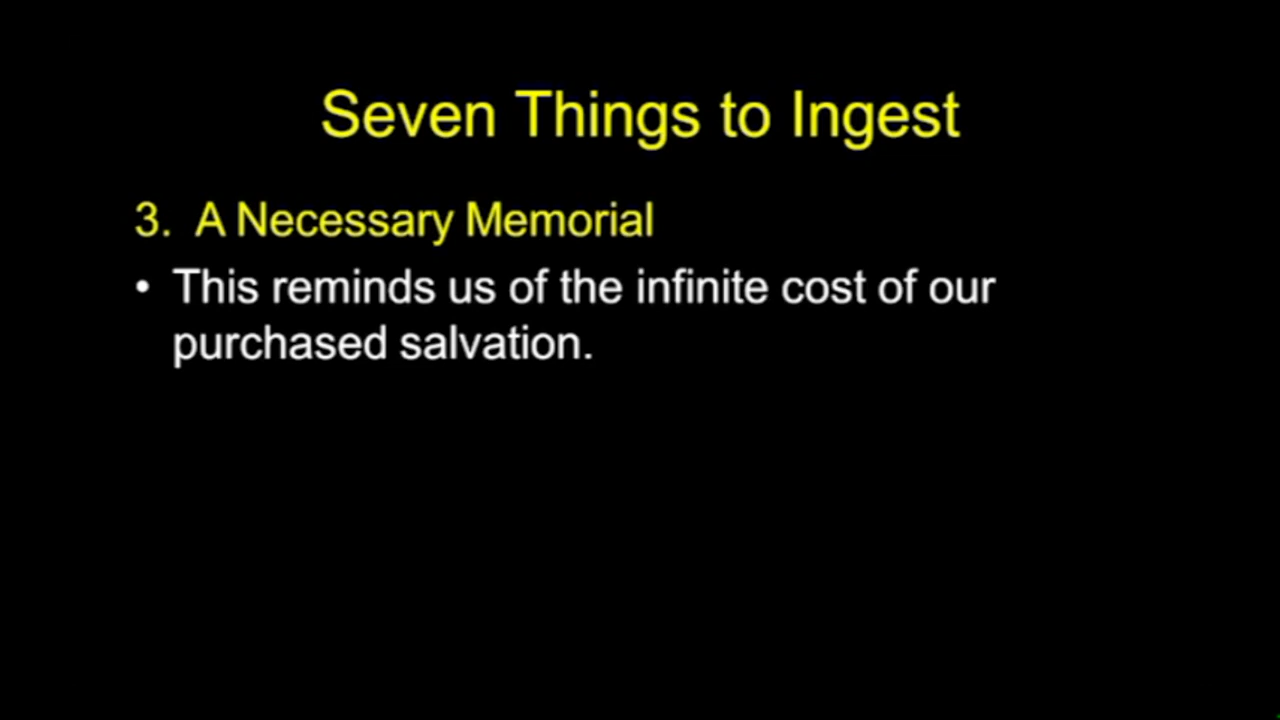 Seven Things to Ingest
3. A Necessary Memorial
• This reminds us of the infinite cost of our
purchased salvation.